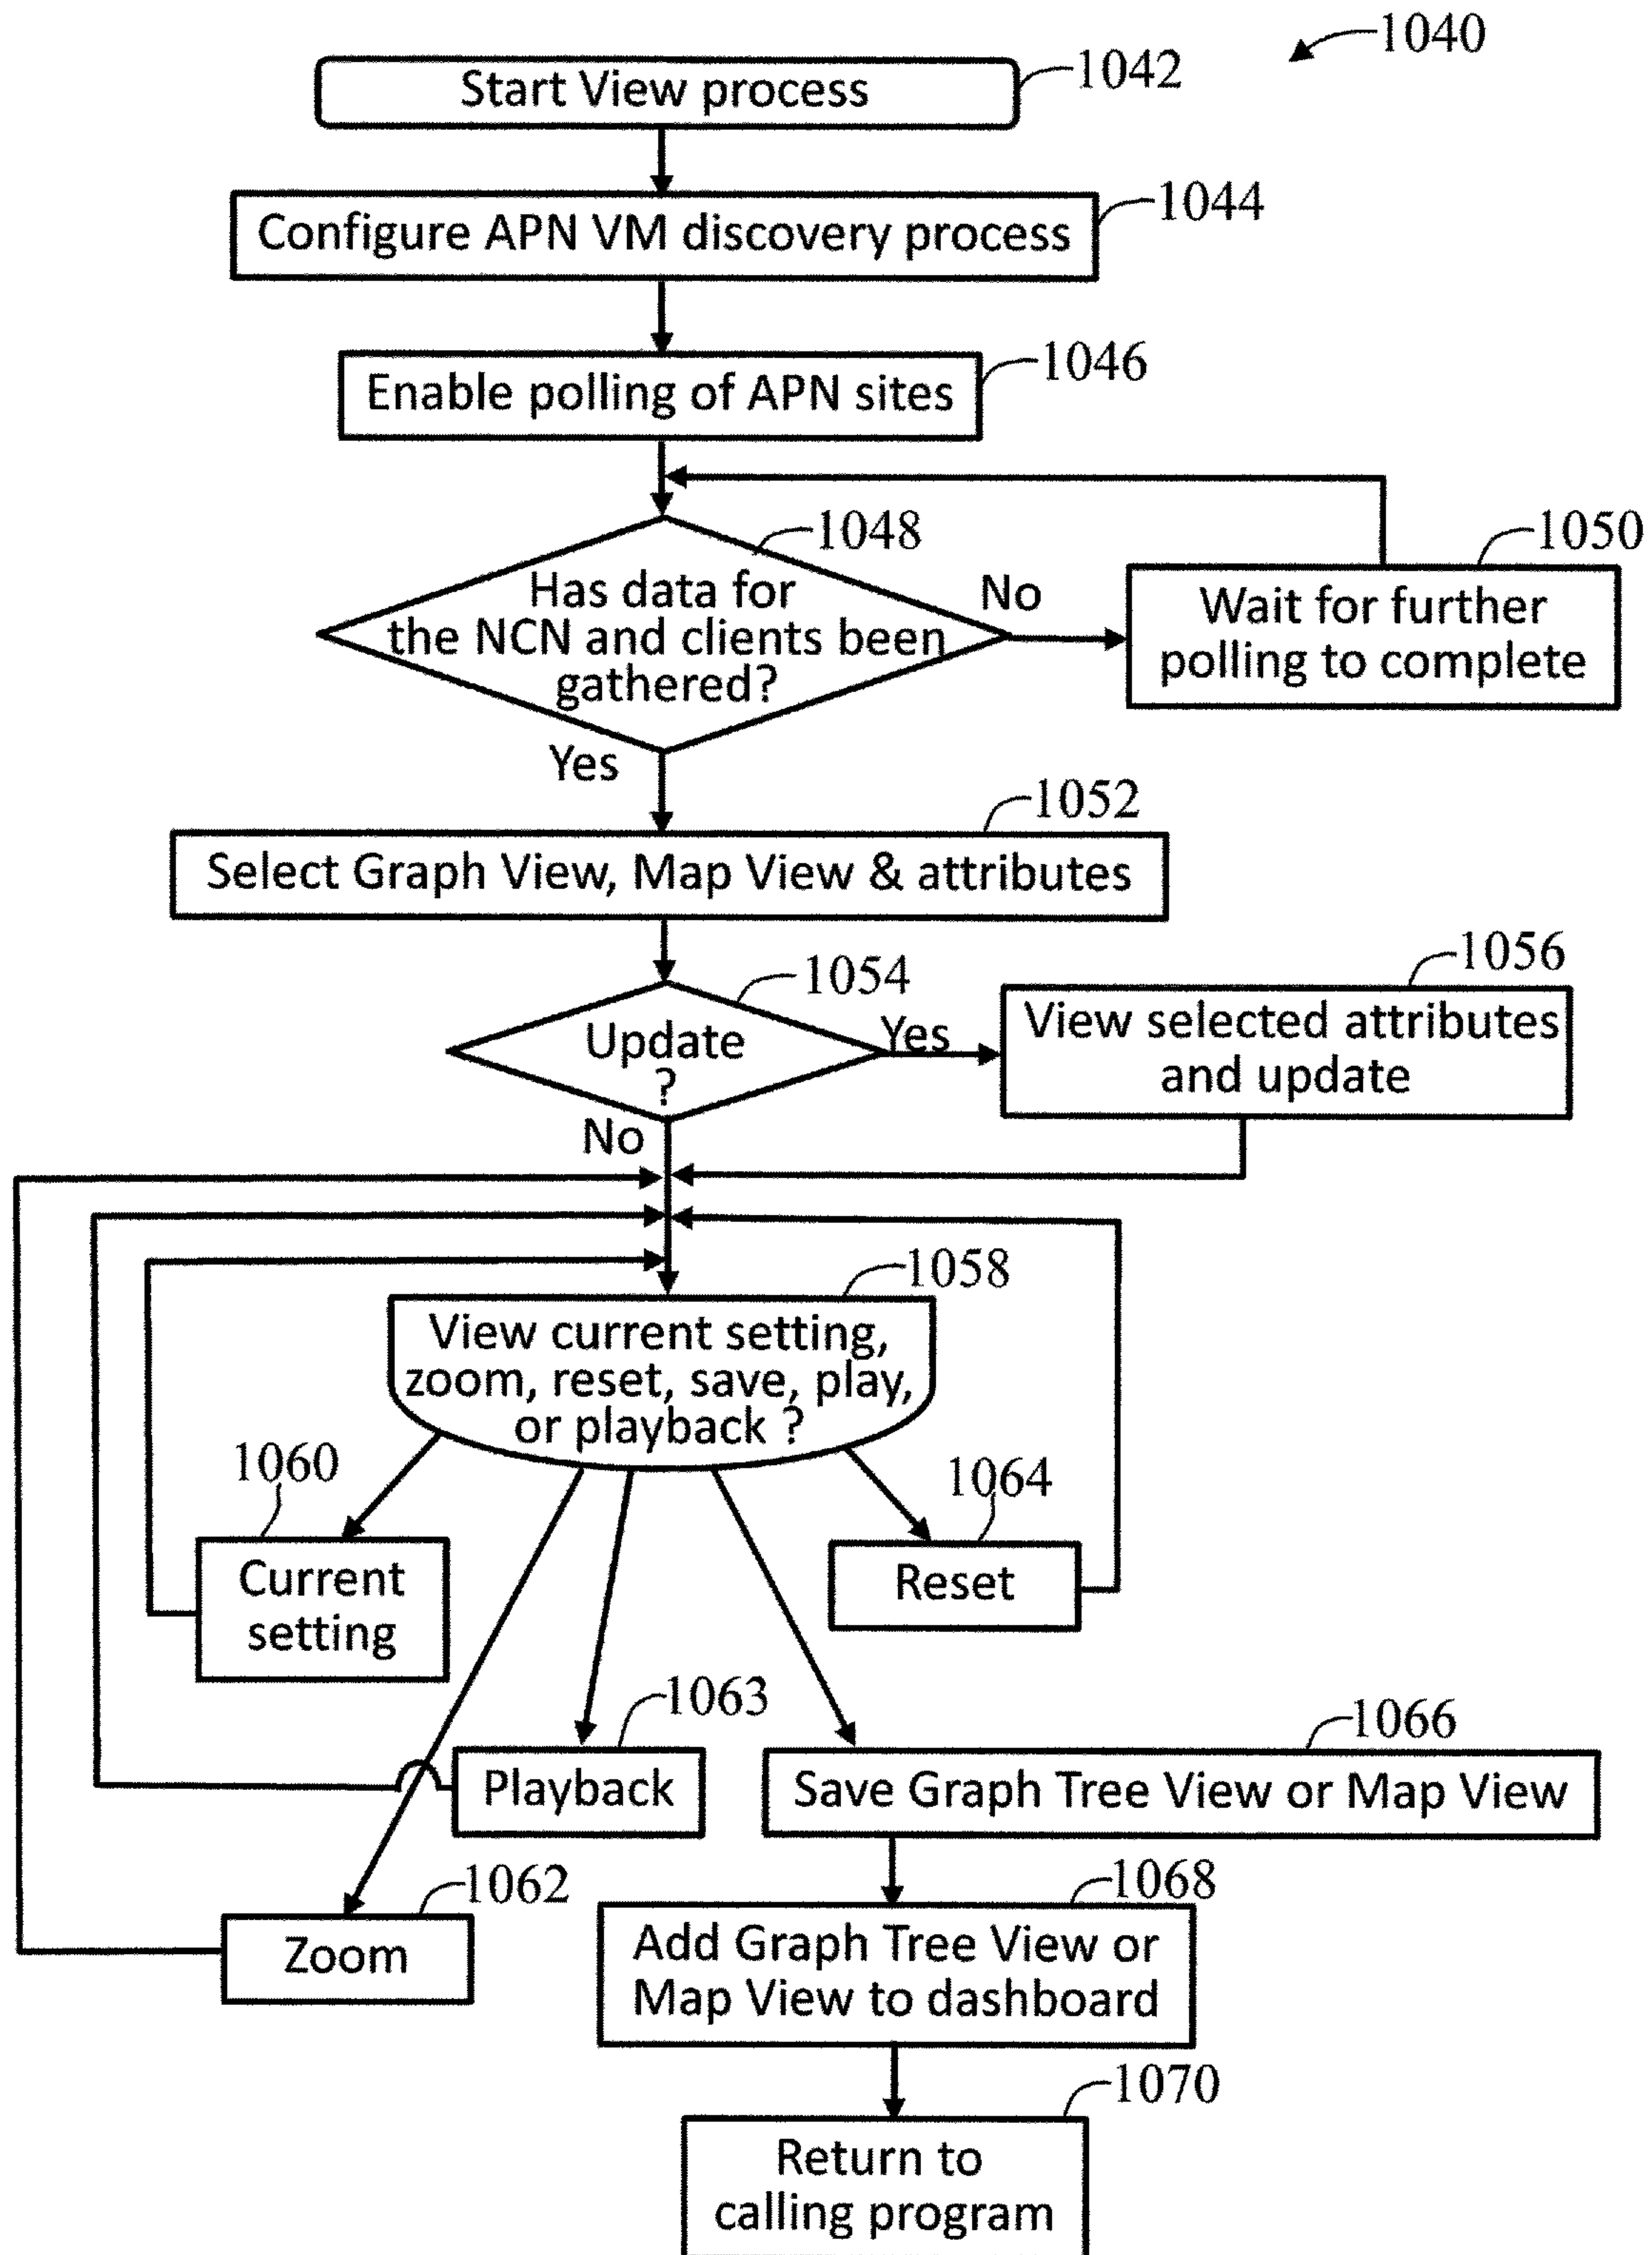 1040
Start View process
1042
Configure APN VM discovery process
1044
Enable polling of APN sites
1046
1048
Has data for
the NCN and clients been
gathered?
No
1050
Wait for further
polling to complete
Yes
1052
Select Graph View, Map View & attributes
1054
Update
?
Yes
1056
View selected attributes
and update
No
1058
View current setting,
zoom, reset, save, play,
or playback ?
1060
Current
setting
1064
Reset
1063
Playback
1066
Save Graph Tree View or Map View
1062
Zoom
1068
Add Graph Tree View or
Map View to dashboard
1070
Return to
calling program